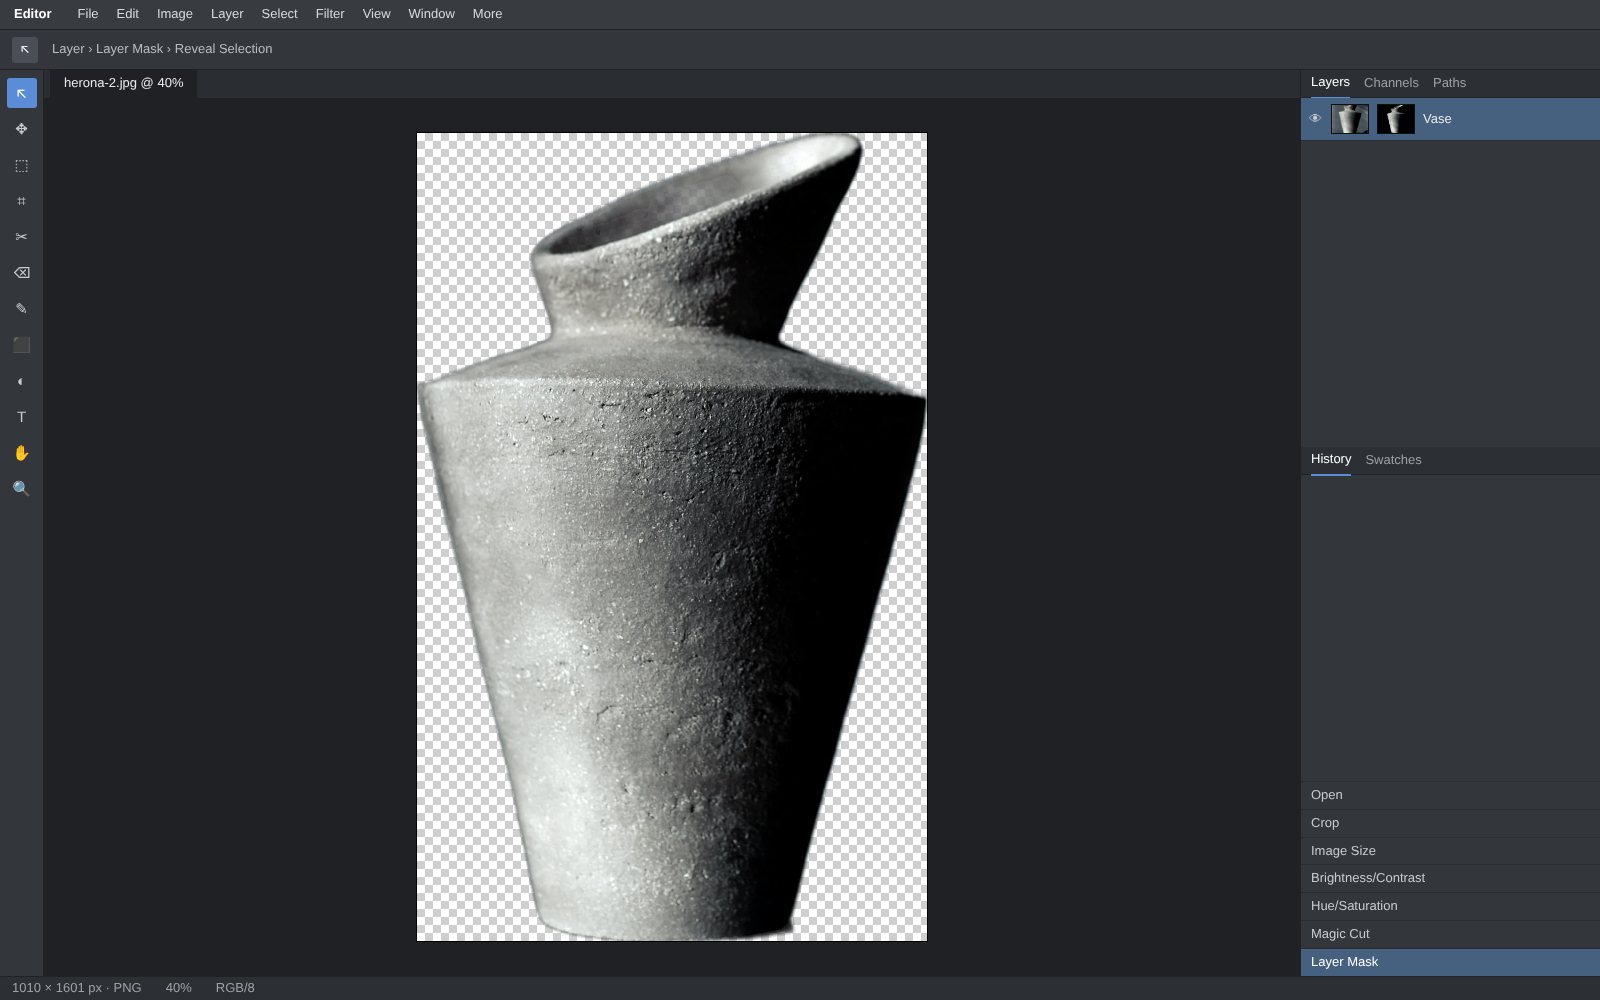 Editor File Edit Image Layer Select Filter View Window More
Layer › Layer Mask › Reveal Selection
herona-2.jpg @ 40%
T
Layers Channels Paths
Vase
History Swatches
Open
Crop
Image Size
Brightness/Contrast
Hue/Saturation
Magic Cut
Layer Mask
1010 × 1601 px · PNG 40% RGB/8